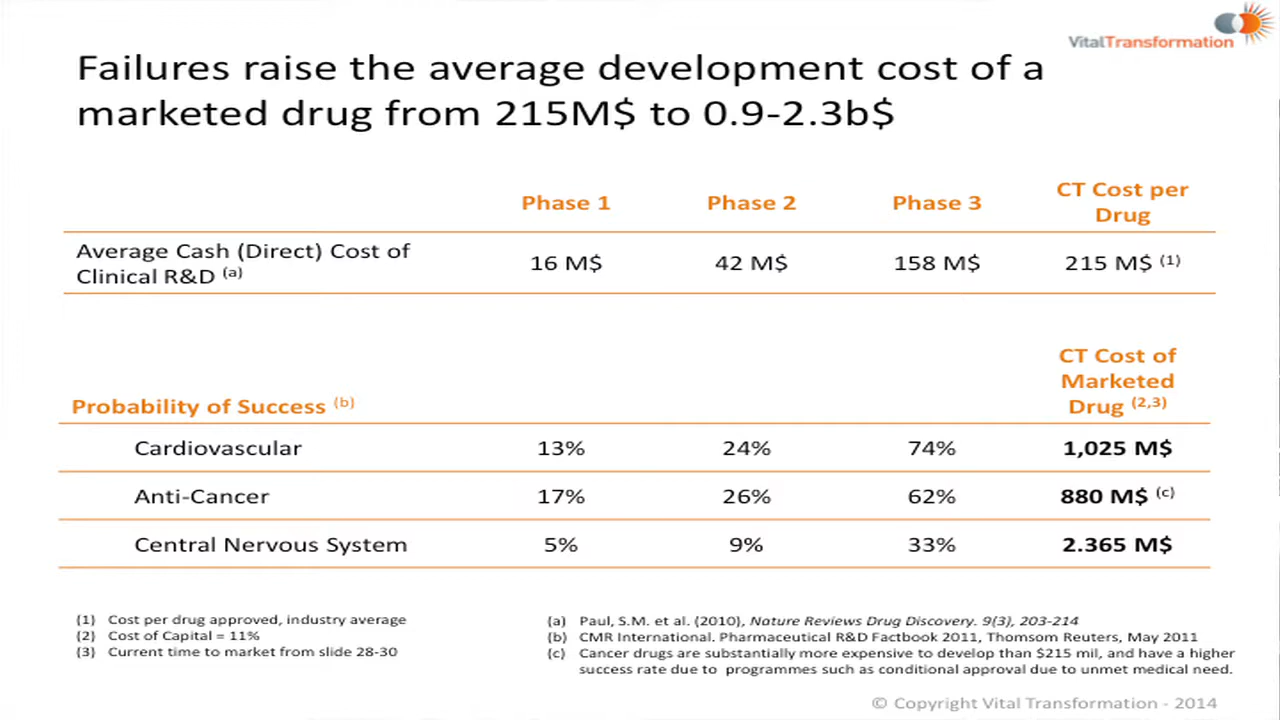 VitalTransformation
Failures raise the average development cost of a
marketed drug from 215M$ to 0.9-2.3b$
Phase 1 Phase 2 Phase 3 CT Cost per
Drug
Average Cash (Direct) Cost of
Clinical R&D (a) 16 M$ 42 M$ 158 M$ 215 M$ (1)
CT Cost of
Marketed
Probability of Success (b) Drug (2,3)
Cardiovascular 13% 24% 74% 1,025 M$
Anti-Cancer 17% 26% 62% 880 M$ (c)
Central Nervous System 5% 9% 33% 2.365 M$
(1) Cost per drug approved, industry average
(2) Cost of Capital = 11%
(3) Current time to market from slide 28-30
(a) Paul, S.M. et al. (2010), Nature Reviews Drug Discovery. 9(3), 203-214
(b) CMR International. Pharmaceutical R&D Factbook 2011, Thomsom Reuters, May 2011
(c) Cancer drugs are substantially more expensive to develop than $215 mil, and have a higher
success rate due to programmes such as conditional approval due to unmet medical need.
© Copyright Vital Transformation - 2014